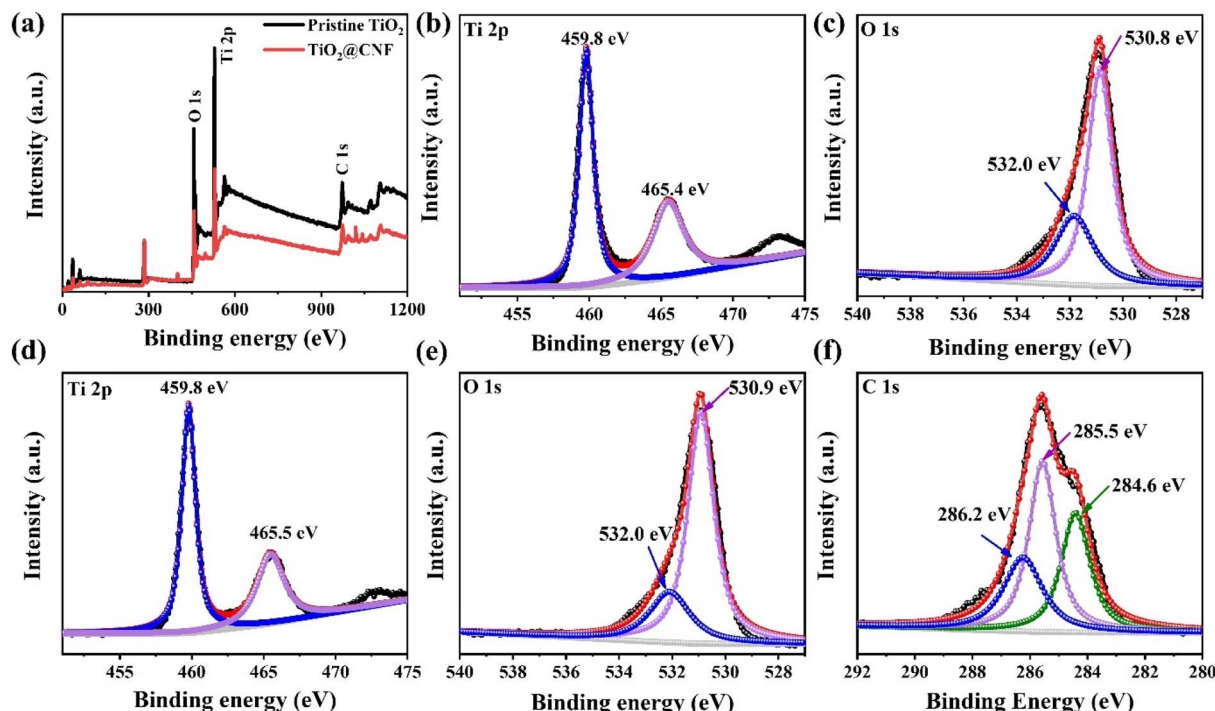 (a)
Pristine TiO2
TiO2@CNF
O 1s
Ti 2p
C 1s
Intensity (a.u.)
0 300 600 900 1200
Binding energy (eV)
(b)
Ti 2p
459.8 eV
465.4 eV
Intensity (a.u.)
455 460 465 470 475
Binding energy (eV)
(c)
O 1s
530.8 eV
532.0 eV
Intensity (a.u.)
540 538 536 534 532 530 528
Binding energy (eV)
(d)
Ti 2p
459.8 eV
465.5 eV
Intensity (a.u.)
455 460 465 470 475
Binding energy (eV)
(e)
O 1s
530.9 eV
532.0 eV
Intensity (a.u.)
540 538 536 534 532 530 528
Binding energy (eV)
(f)
C 1s
285.5 eV
284.6 eV
286.2 eV
Intensity (a.u.)
292 290 288 286 284 282 280
Binding Energy (eV)